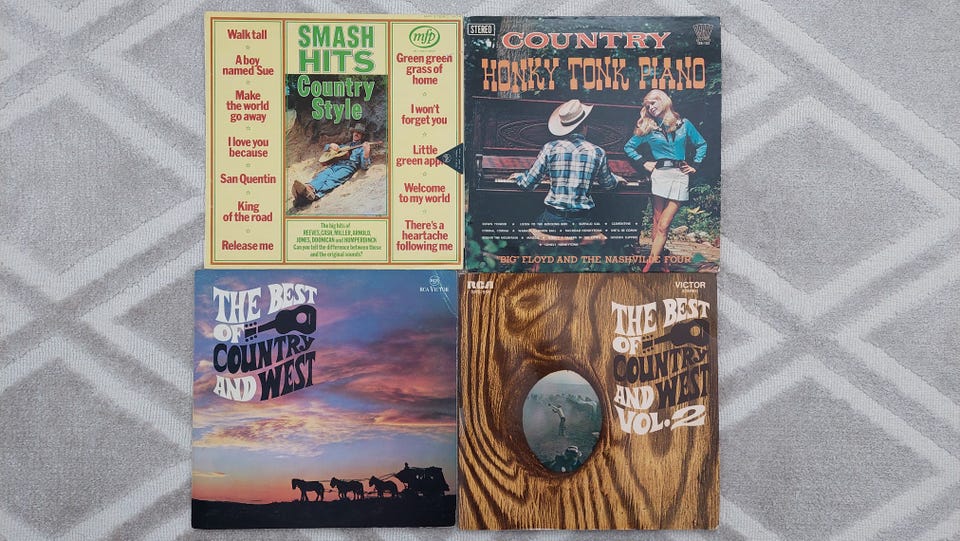 Walk tall
A boy
named Sue
Make
the world
go away
I love you
because
San Quentin
King
of the road
Release me
SMASH
HITS
Country
Style
The big hits of
REEVES, CASH, MILLER, ARNOLD,
JONES, DOONICAN and HUMPERDINCK
Can you tell the difference between these
and the original sounds?
mfp
Green green
grass of
home
I won't
forget you
Little
green app
Welcome
to my world
There's a
heartache
following me
STEREO
COUNTRY
HONKY TONK PIANO
"BIG" FLOYD AND THE NASHVILLE FOUR
RCA VICTOR
THE BEST
OF
COUNTRY
AND WEST
RCA
VICTOR
THE BEST
OF
COUNTRY
AND WEST
VOL. 2